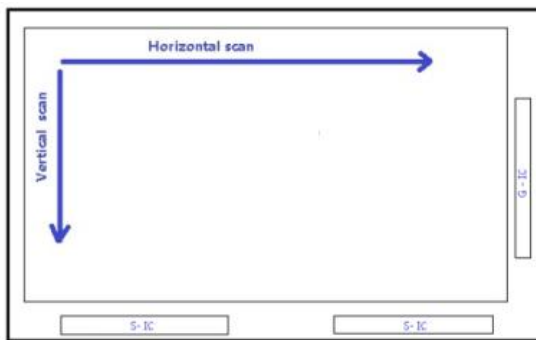 Horizontal scan
Vertical scan
G - IC
S- IC
S- IC